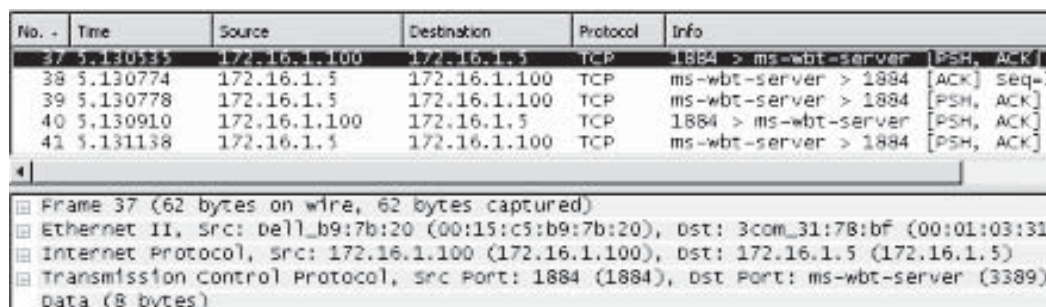 No. - Time Source Destination Protocol Info
37 5.130535 172.16.1.100 172.16.1.5 TCP 1884 > ms-wbt-server [PSH, ACK]
38 5.130774 172.16.1.5 172.16.1.100 TCP ms-wbt-server > 1884 [ACK] Seq=
39 5.130778 172.16.1.5 172.16.1.100 TCP ms-wbt-server > 1884 [PSH, ACK]
40 5.130910 172.16.1.100 172.16.1.5 TCP 1884 > ms-wbt-server [PSH, ACK]
41 5.131138 172.16.1.5 172.16.1.100 TCP ms-wbt-server > 1884 [PSH, ACK]
Frame 37 (62 bytes on wire, 62 bytes captured)
Ethernet II, Src: Dell_b9:7b:20 (00:15:c5:b9:7b:20), Dst: 3com_31:78:bf (00:01:03:31
Internet Protocol, Src: 172.16.1.100 (172.16.1.100), Dst: 172.16.1.5 (172.16.1.5)
Transmission Control Protocol, Src Port: 1884 (1884), Dst Port: ms-wbt-server (3389)
Data (8 bytes)